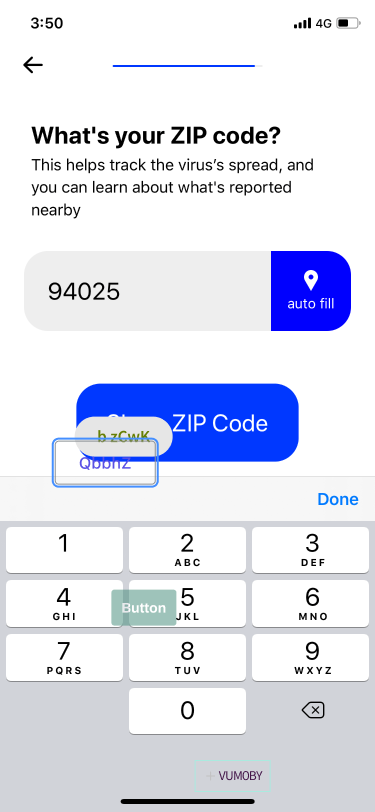 3:50 4G
What's your ZIP code?
This helps track the virus's spread, and
you can learn about what's reported
nearby
94025
auto fill
ZIP Code
b zCwK
QbbhZ
Done
1 2 3
ABC DEF
4 5 6
GHI JKL MNO
Button
7 8 9
PQRS TUV WXYZ
0
+ VUMOBY